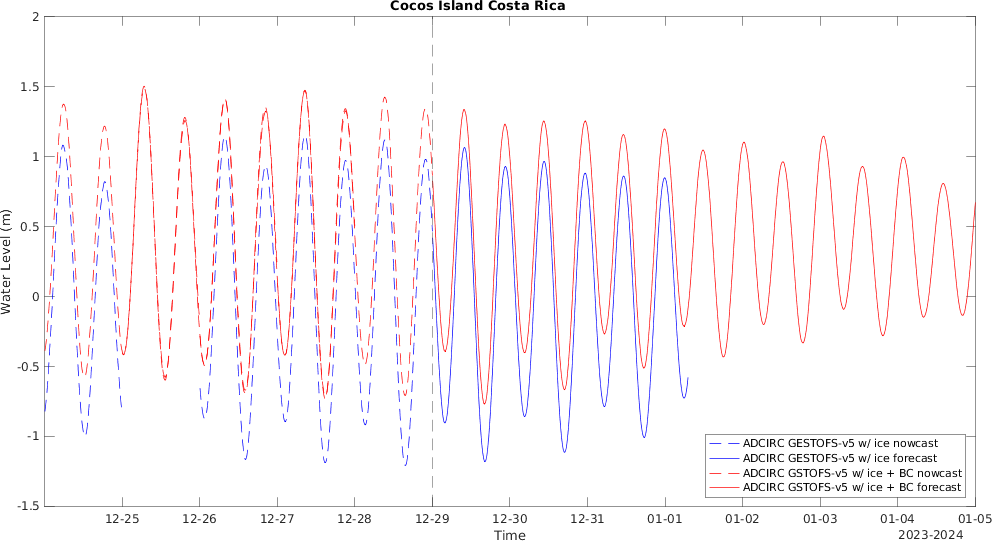 Cocos Island Costa Rica
2
1.5
1
0.5
0
-0.5
-1
-1.5
Water Level (m)
ADCIRC GESTOFS-v5 w/ ice nowcast
ADCIRC GESTOFS-v5 w/ ice forecast
ADCIRC GSTOFS-v5 w/ ice + BC nowcast
ADCIRC GSTOFS-v5 w/ ice + BC forecast
12-25 12-26 12-27 12-28 12-29 12-30 12-31 01-01 01-02 01-03 01-04 01-05
Time
2023-2024